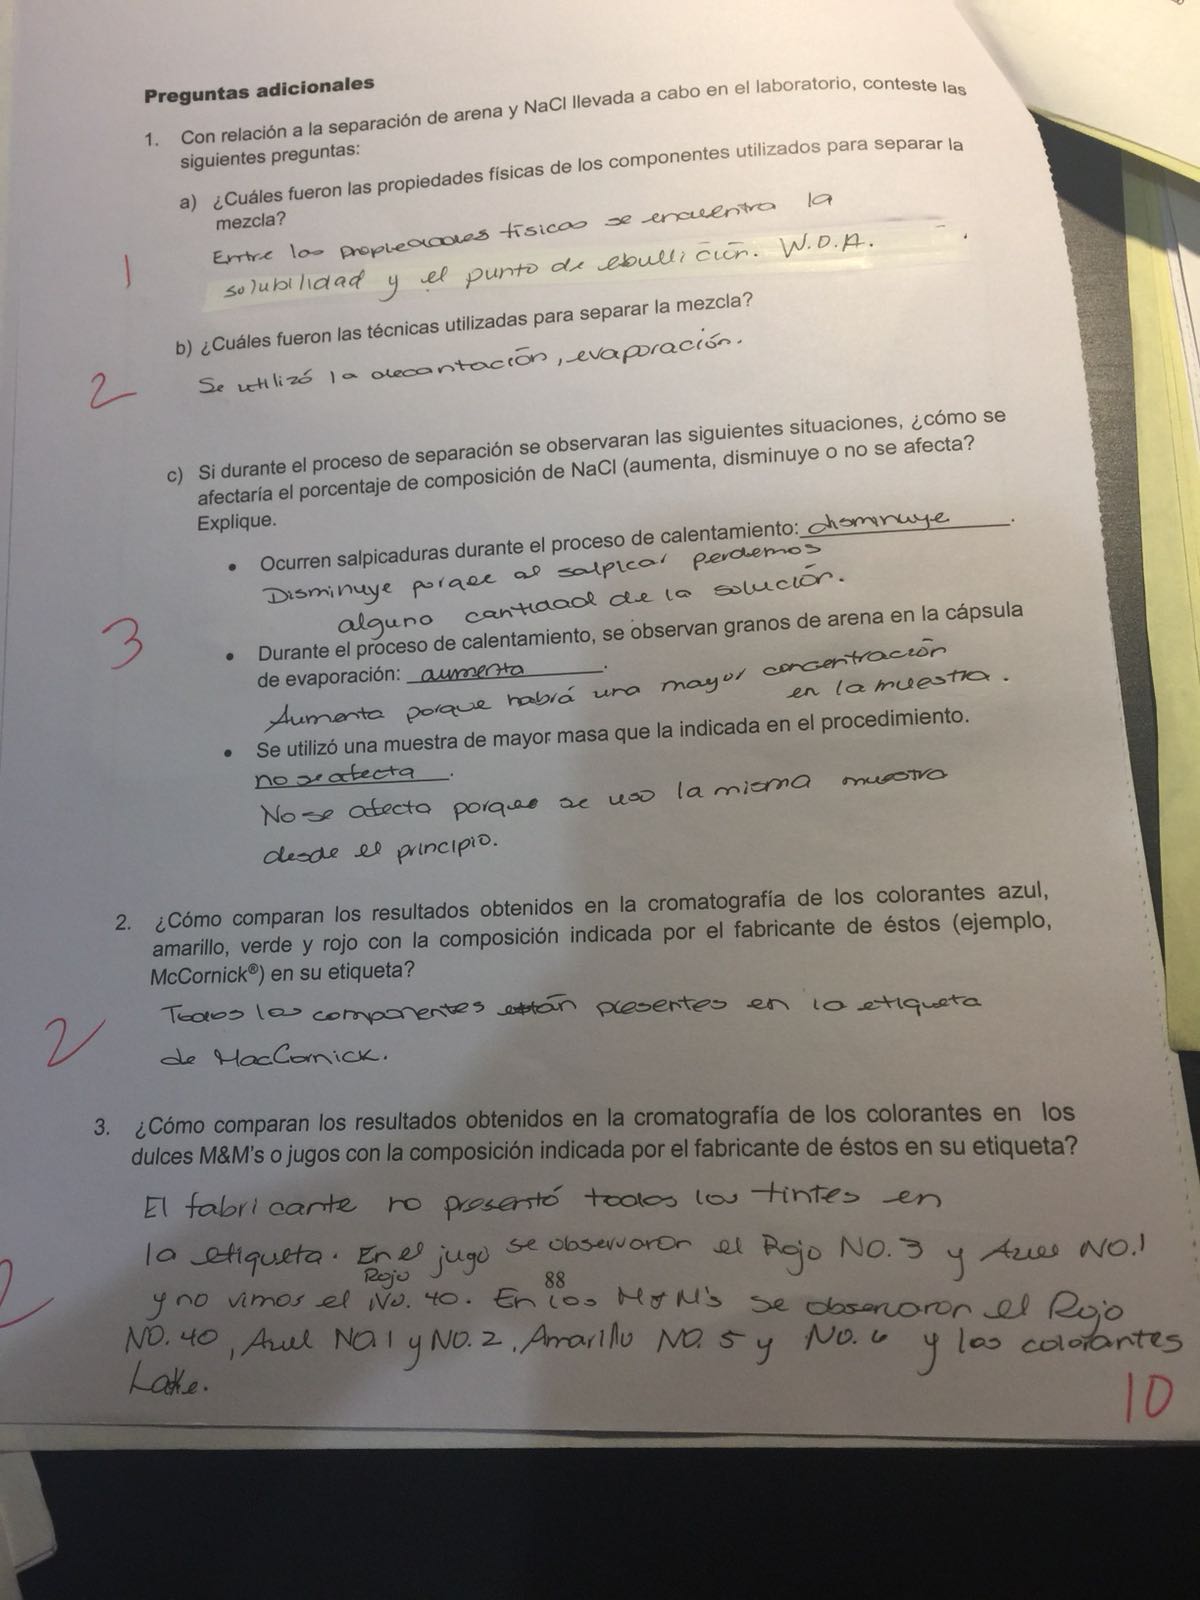 Preguntas adicionales
1. Con relación a la separación de arena y NaCl llevada a cabo en el laboratorio, conteste las
siguientes preguntas:
a) ¿Cuáles fueron las propiedades físicas de los componentes utilizados para separar la
mezcla?
Entre las propiedades físicas se encuentra la
1
solubilidad y el punto de ebullición. W.O.A.
b) ¿Cuáles fueron las técnicas utilizadas para separar la mezcla?
2
Se utilizó la decantación, evaporación.
c) Si durante el proceso de separación se observaran las siguientes situaciones, ¿cómo se
afectaría el porcentaje de composición de NaCl (aumenta, disminuye o no se afecta?
Explique.
• Ocurren salpicaduras durante el proceso de calentamiento: disminuye.
Disminuye porque al salpicar perdemos
alguno cantidad de la solución.
3
• Durante el proceso de calentamiento, se observan granos de arena en la cápsula
de evaporación: aumenta.
Aumenta porque habrá una mayor concentración
en la muestra.
• Se utilizó una muestra de mayor masa que la indicada en el procedimiento.
no se afecta.
No se afecta porque se uso la misma muestra
desde el principio.
2. ¿Cómo comparan los resultados obtenidos en la cromatografía de los colorantes azul,
amarillo, verde y rojo con la composición indicada por el fabricante de éstos (ejemplo,
McCornick®) en su etiqueta?
Todos los componentes están presentes en la etiqueta
2
de MacCornick.
3. ¿Cómo comparan los resultados obtenidos en la cromatografía de los colorantes en los
dulces M&M's o jugos con la composición indicada por el fabricante de éstos en su etiqueta?
El fabricante no presentó todos los tintes en
la etiqueta. En el jugo se observaron el Rojo NO. 3 y Azul NO.1
Rojo
88
2
y no vimos el No. 40. En los M&M's se observaron el Rojo
NO. 40, Azul NO.1 y NO. 2, Amarillo NO. 5 y No. 6 y los colorantes
Lake.
10